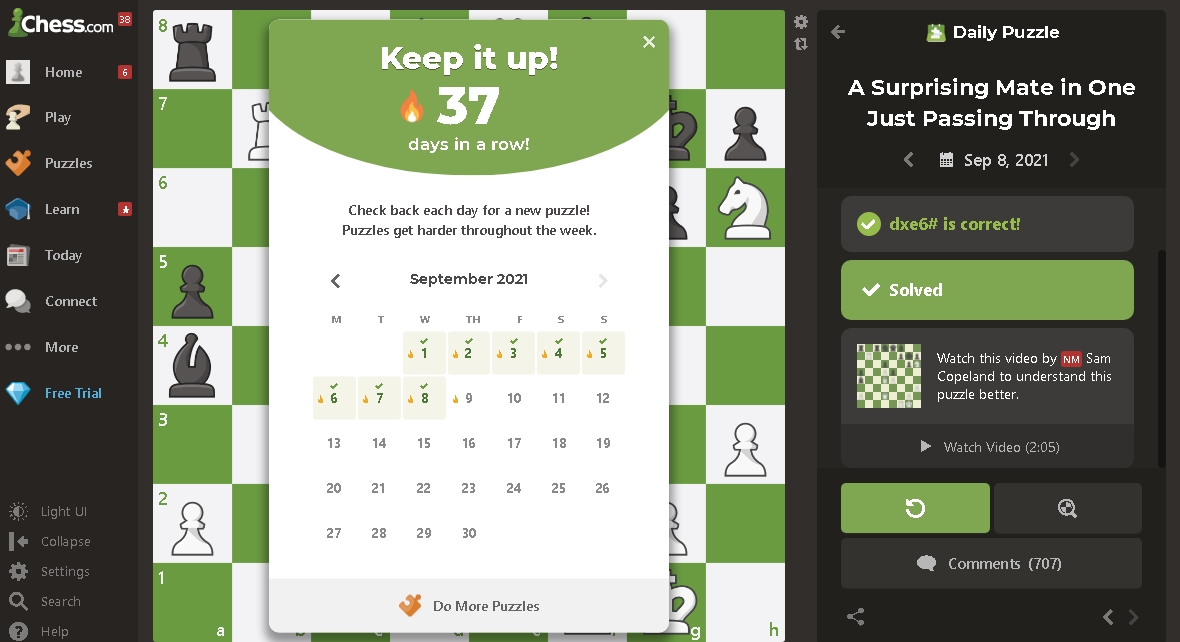 Chess.com
38
Home
6
Play
Puzzles
Learn
Today
Connect
More
Free Trial
Light UI
Collapse
Settings
Search
Help
8
7
6
5
4
3
2
1
a
g
h
Keep it up!
37
days in a row!
Check back each day for a new puzzle!
Puzzles get harder throughout the week.
September 2021
M T W TH F S S
1 2 3 4 5
6 7 8 9 10 11 12
13 14 15 16 17 18 19
20 21 22 23 24 25 26
27 28 29 30
Do More Puzzles
Daily Puzzle
A Surprising Mate in One
Just Passing Through
Sep 8, 2021
dxe6# is correct!
Solved
Watch this video by NM Sam
Copeland to understand this
puzzle better.
Watch Video (2:05)
Comments (707)